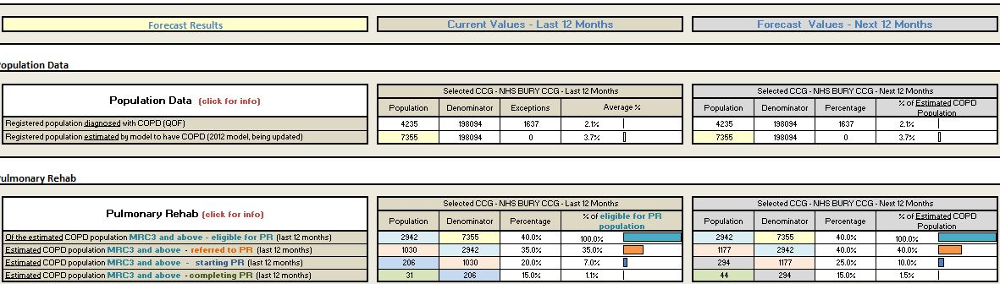 Forecast Results Current Values - Last 12 Months Forecast Values - Next 12 Months
Population Data
Population Data (click for info) Selected CCG - NHS BURY CCG - Last 12 Months Selected CCG - NHS BURY CCG - Next 12 Months
Population Denominator Exceptions Average % Population Denominator Percentage % of Estimated COPD Population
Registered population diagnosed with COPD (QOF) 4235 198094 1637 2.1% 4235 198094 1637 2.1%
Registered population estimated by model to have COPD (2012 model, being updated) 7355 198094 0 3.7% 7355 198094 0 3.7%
Pulmonary Rehab
Pulmonary Rehab (click for info) Selected CCG - NHS BURY CCG - Last 12 Months Selected CCG - NHS BURY CCG - Next 12 Months
Population Denominator Percentage % of eligible for PR population Population Denominator Percentage % of Estimated COPD Population
Of the estimated COPD population MRC3 and above - eligible for PR (last 12 months) 2942 7355 40.0% 100.0% 2942 7355 40.0% 100.0%
Estimated COPD population MRC3 and above - referred to PR (last 12 months) 1030 2942 35.0% 35.0% 1177 2942 40.0% 40.0%
Estimated COPD population MRC3 and above - starting PR (last 12 months) 206 1030 20.0% 7.0% 294 1177 25.0% 10.0%
Estimated COPD population MRC3 and above - completing PR (last 12 months) 31 206 15.0% 1.1% 44 294 15.0% 1.5%